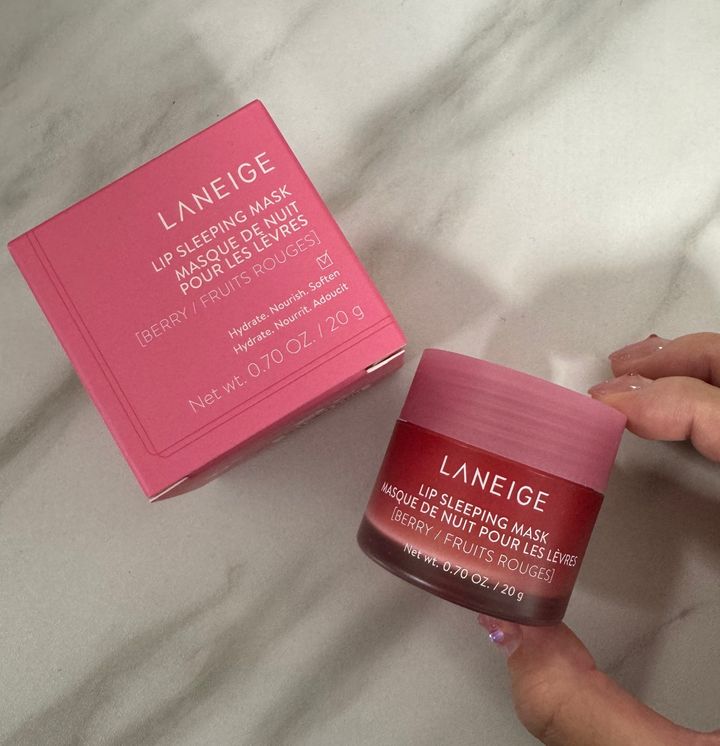 LANEIGE
LIP SLEEPING MASK
MASQUE DE NUIT
POUR LES LÈVRES
[BERRY / FRUITS ROUGES]
Hydrate. Nourish. Soften
Hydrate. Nourrit. Adoucit
Net wt. 0.70 OZ. / 20 g
LANEIGE
LIP SLEEPING MASK
MASQUE DE NUIT POUR LES LÈVRES
[BERRY / FRUITS ROUGES]
Net wt. 0.70 OZ. / 20 g